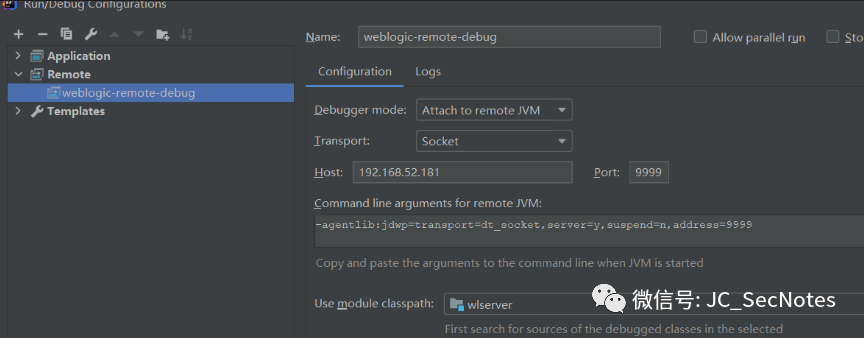 Run/Debug Configurations
Name: weblogic-remote-debug Allow parallel run Sto
Application
Remote
weblogic-remote-debug
Templates
Configuration Logs
Debugger mode: Attach to remote JVM
Transport: Socket
Host: 192.168.52.181 Port: 9999
Command line arguments for remote JVM:
-agentlib:jdwp=transport=dt_socket,server=y,suspend=n,address=9999
Copy and paste the arguments to the command line when JVM is started
Use module classpath: wlserver
微信号: JC_SecNotes
First search for sources of the debugged classes in the selected